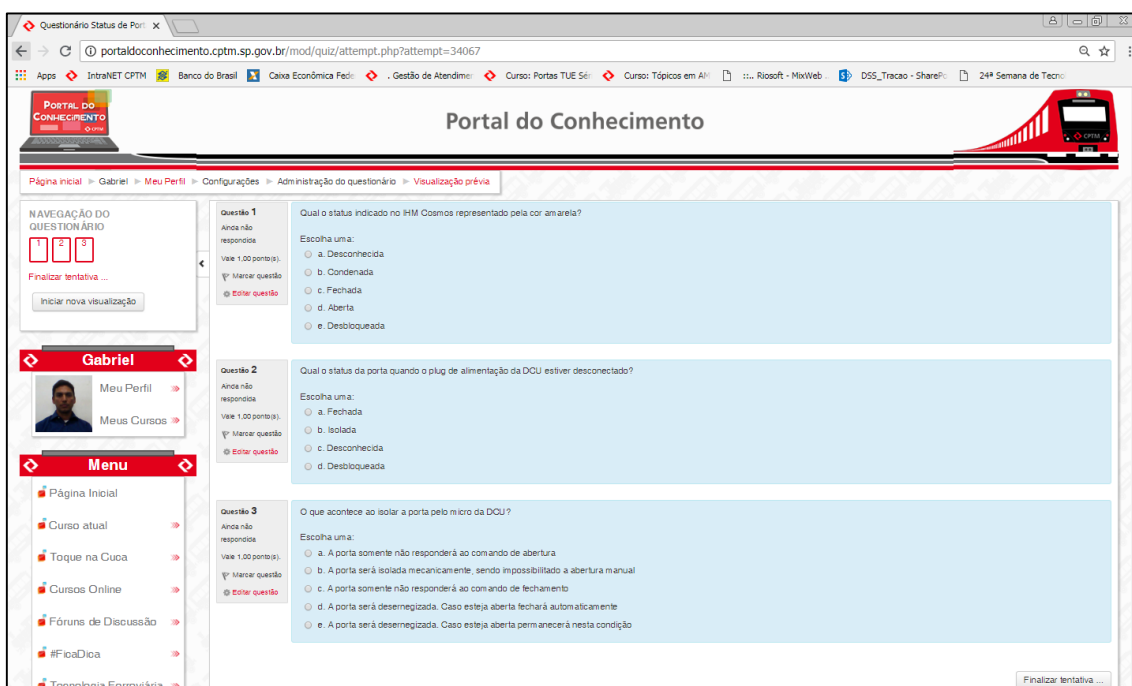 Questionário Status de Port
portaldoconhecimento.cptm.sp.gov.br/mod/quiz/attempt.php?attempt=34067
Apps IntraNET CPTM Banco do Brasil Caixa Econômica Fede . Gestão de Atendimen Curso: Portas TUE Sér Curso: Tópicos em AM ::.. Riosoft - MixWeb DSS_Tracao - SharePo 24ª Semana de Tecno
PORTAL DO
CONHECIMENTO
CPTM
Portal do Conhecimento
CPTM
Página inicial Gabriel Meu Perfil Configurações Administração do questionário Visualização prévia
NAVEGAÇÃO DO
QUESTIONÁRIO
1 2 3
Finalizar tentativa ...
Iniciar nova visualização
Gabriel
Meu Perfil
Meus Cursos
Menu
Página Inicial
Curso atual
Toque na Cuca
Cursos Online
Fóruns de Discussão
#FicaDica
Tecnologia Ferroviária
Questão 1
Ainda não
respondida
Vale 1,00 ponto(s).
Marcar questão
Editar questão
Qual o status indicado no IHM Cosmos representado pela cor amarela?
Escolha uma:
a. Desconhecida
b. Condenada
c. Fechada
d. Aberta
e. Desbloqueada
Questão 2
Ainda não
respondida
Vale 1,00 ponto(s).
Marcar questão
Editar questão
Qual o status da porta quando o plug de alimentação da DCU estiver desconectado?
Escolha uma:
a. Fechada
b. Isolada
c. Desconhecida
d. Desbloqueada
Questão 3
Ainda não
respondida
Vale 1,00 ponto(s).
Marcar questão
Editar questão
O que acontece ao isolar a porta pelo micro da DCU?
Escolha uma:
a. A porta somente não responderá ao comando de abertura
b. A porta será isolada mecanicamente, sendo impossibilitado a abertura manual
c. A porta somente não responderá ao comando de fechamento
d. A porta será desernegizada. Caso esteja aberta fechará automaticamente
e. A porta será desernegizada. Caso esteja aberta permanecerá nesta condição
Finalizar tentativa ...